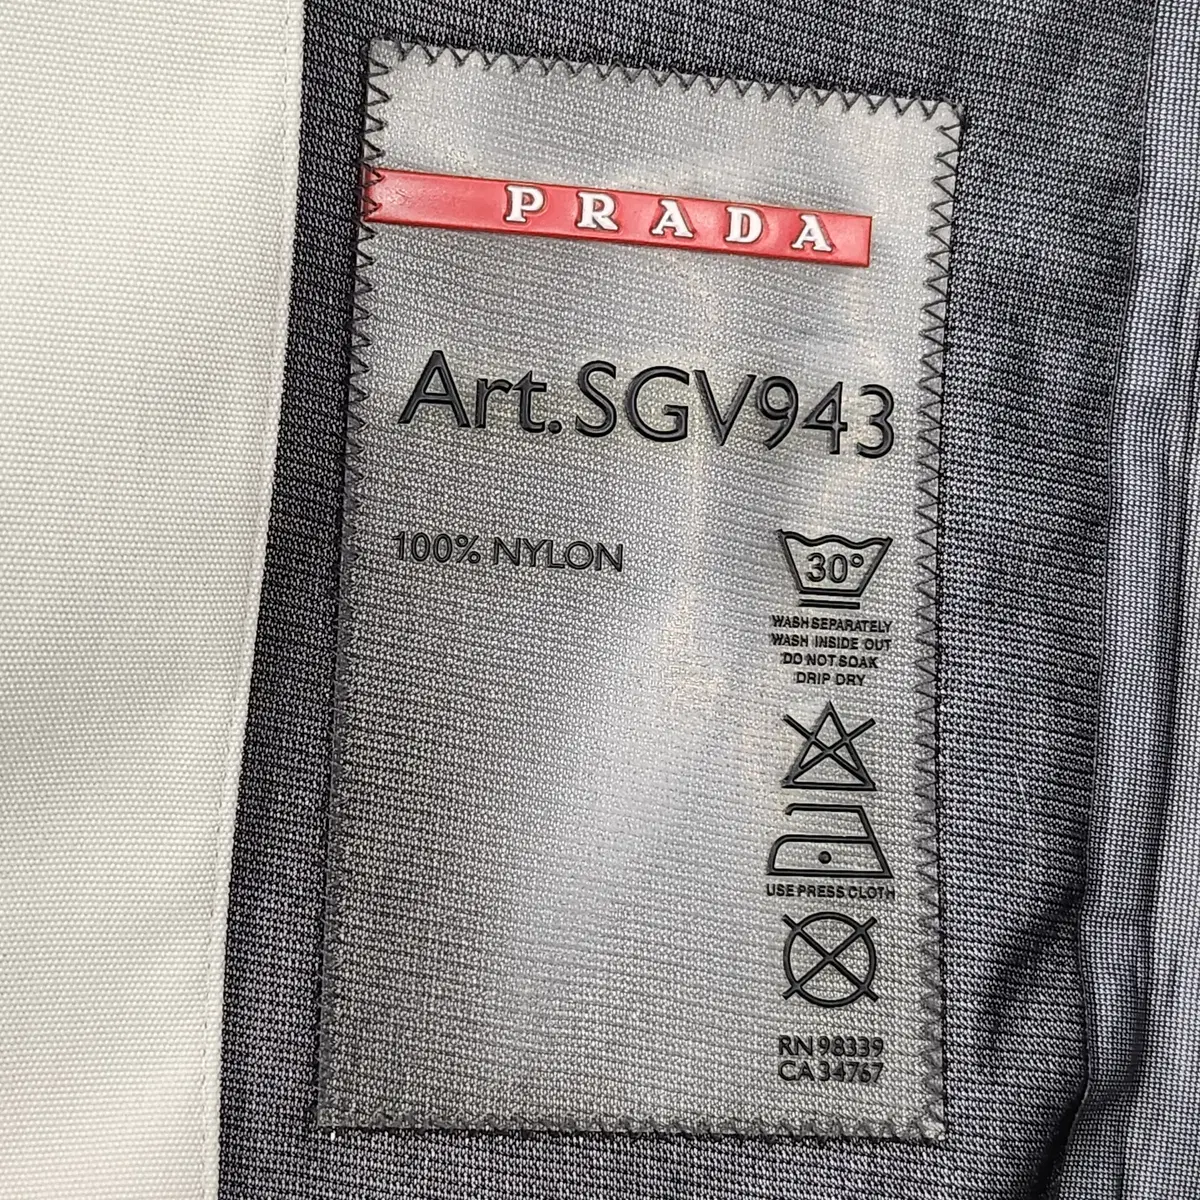 PRADA
Art.SGV943
100% NYLON
30°
WASH SEPARATELY
WASH INSIDE OUT
DO NOT SOAK
DRIP DRY
USE PRESS CLOTH
RN 98339
CA 34767